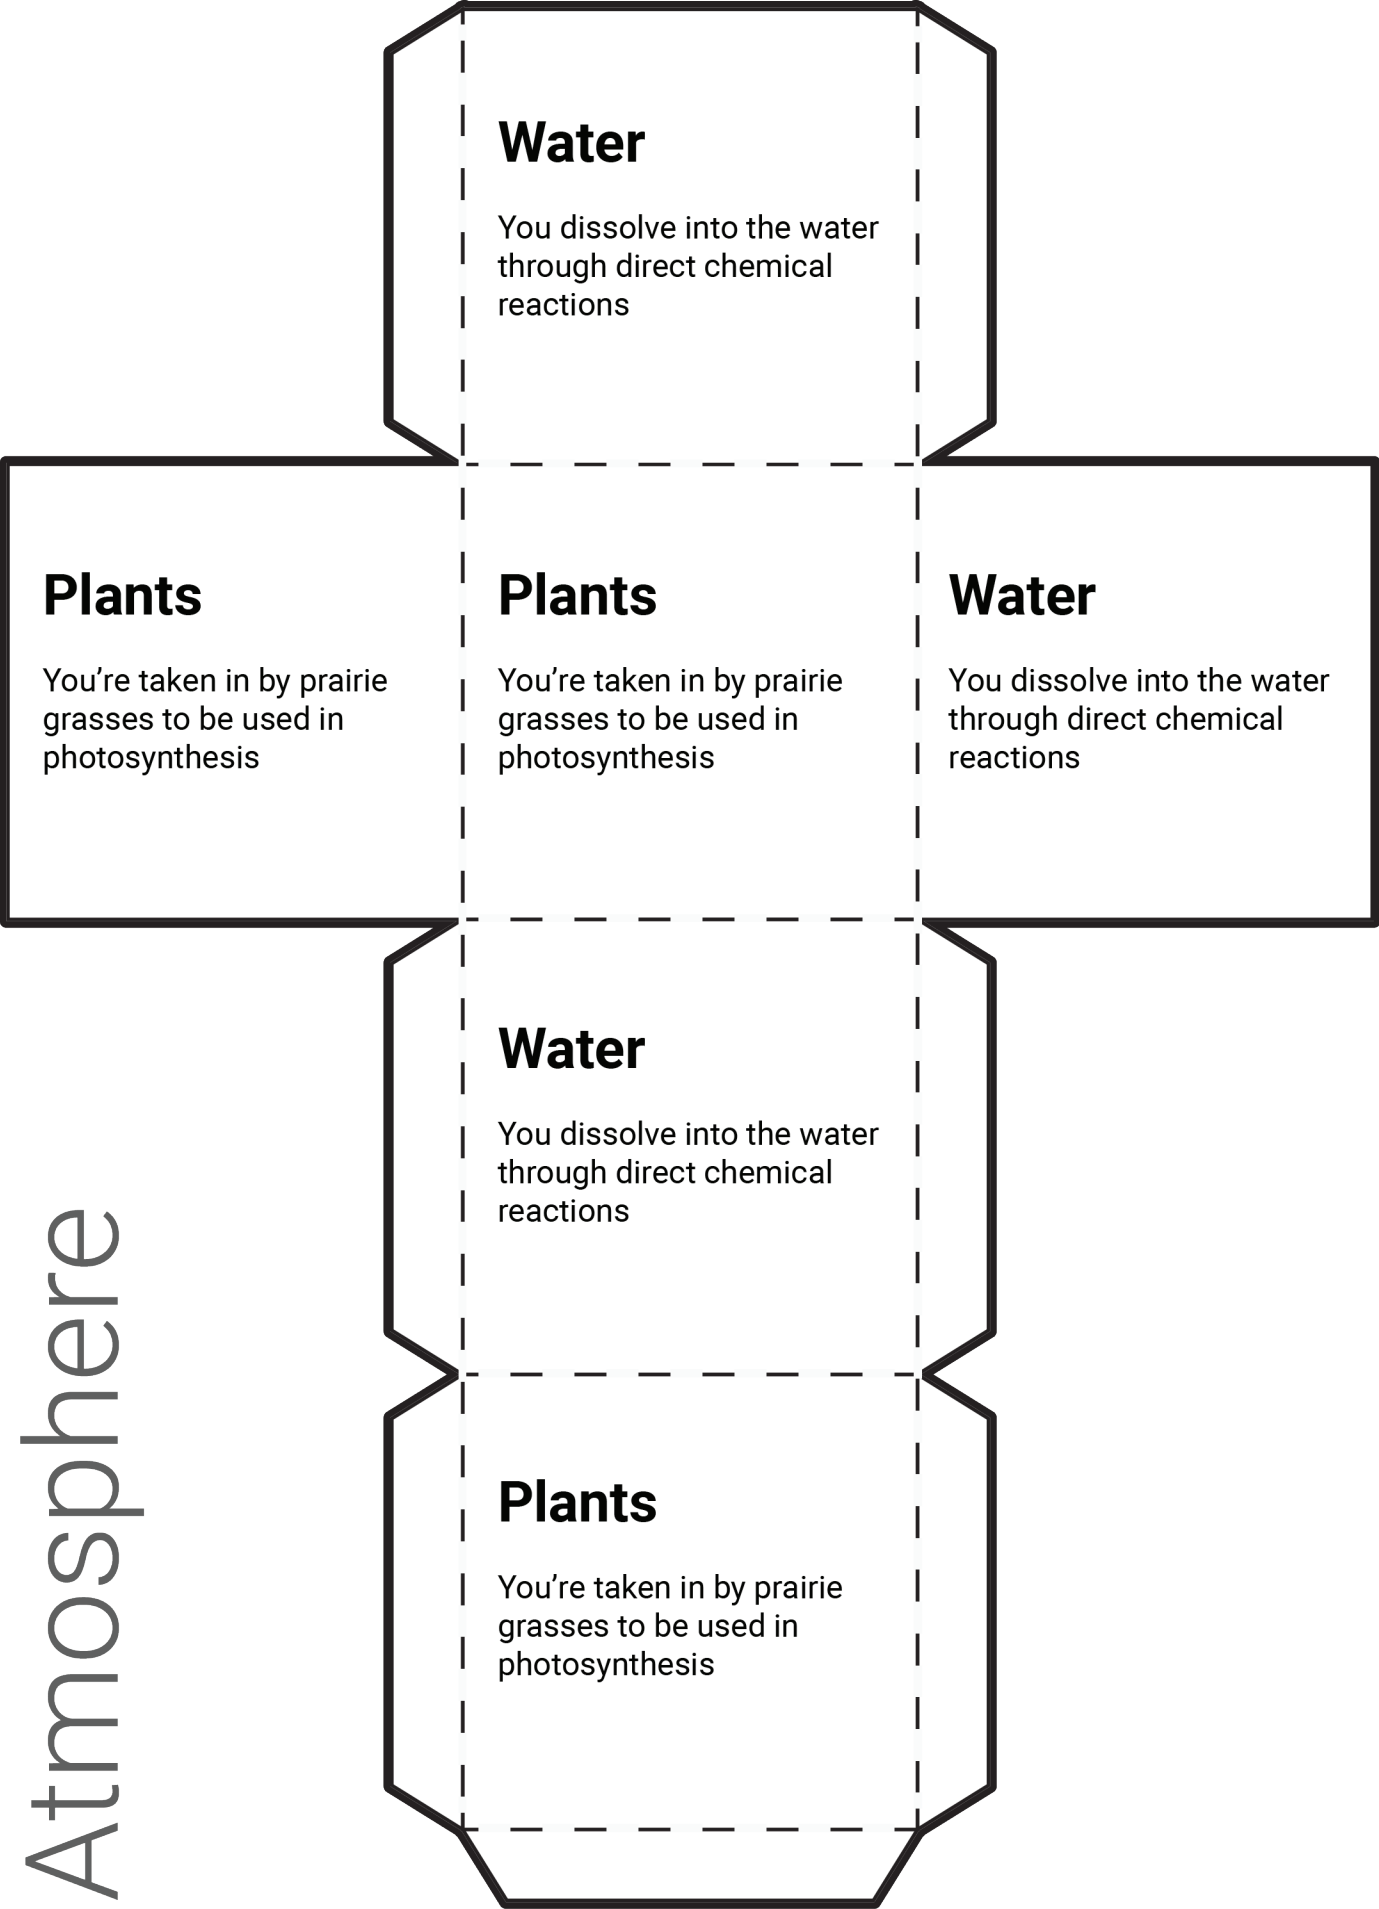 Water
You dissolve into the water
through direct chemical
reactions
Plants
You’re taken in by prairie
grasses to be used in
photosynthesis
Plants
You’re taken in by prairie
grasses to be used in
photosynthesis
Water
You dissolve into the water
through direct chemical
reactions
Water
You dissolve into the water
through direct chemical
reactions
Plants
You’re taken in by prairie
grasses to be used in
photosynthesis
Atmosphere